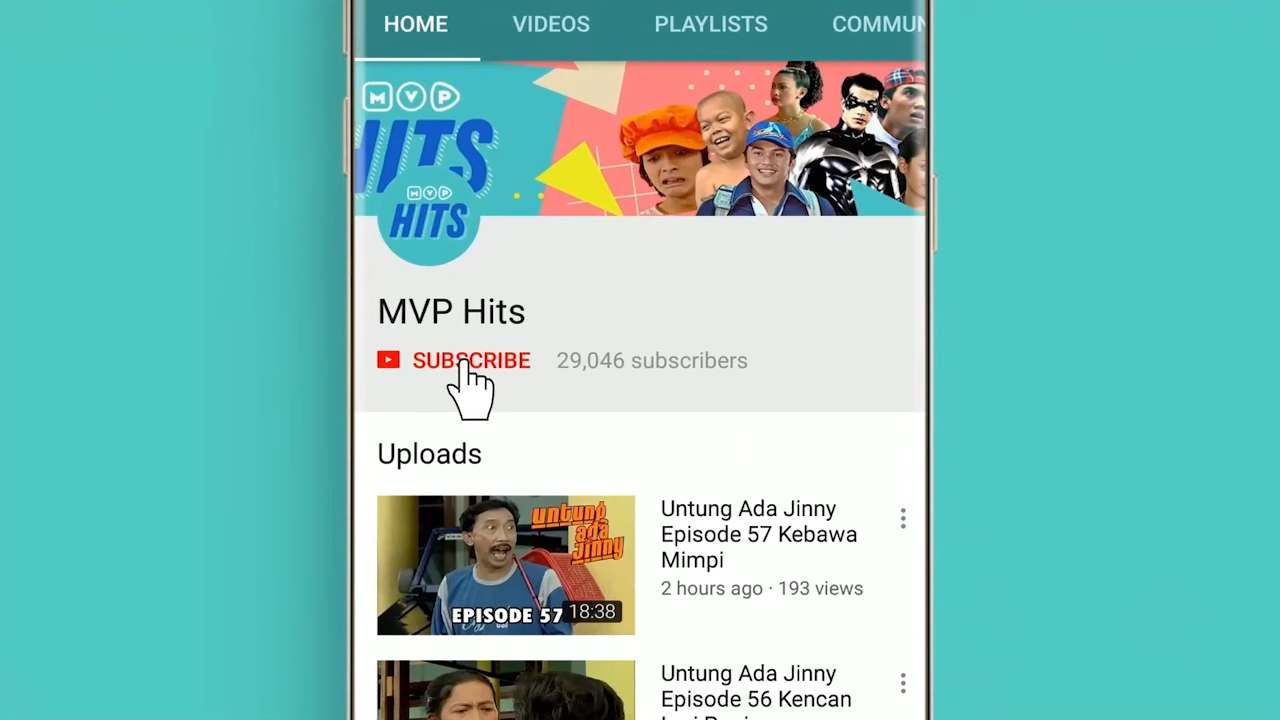 HOME VIDEOS PLAYLISTS COMMUN
MVP
HITS
MVP
HITS
MVP Hits
SUBSCRIBE 29,046 subscribers
Uploads
Untung Ada Jinny
Episode 57 Kebawa
Mimpi
2 hours ago · 193 views
untung
ada
jinny
EPISODE 57 18:38
Untung Ada Jinny
Episode 56 Kencan